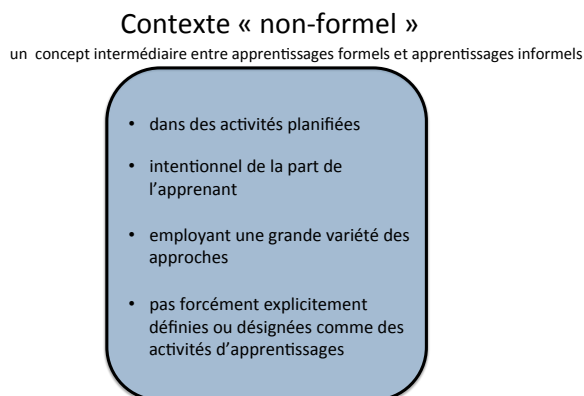 Contexte « non-formel »
un concept intermédiaire entre apprentissages formels et apprentissages informels
• dans des activités planifiées
• intentionnel de la part de
l’apprenant
• employant une grande variété des
approches
• pas forcément explicitement
définies ou désignées comme des
activités d’apprentissages